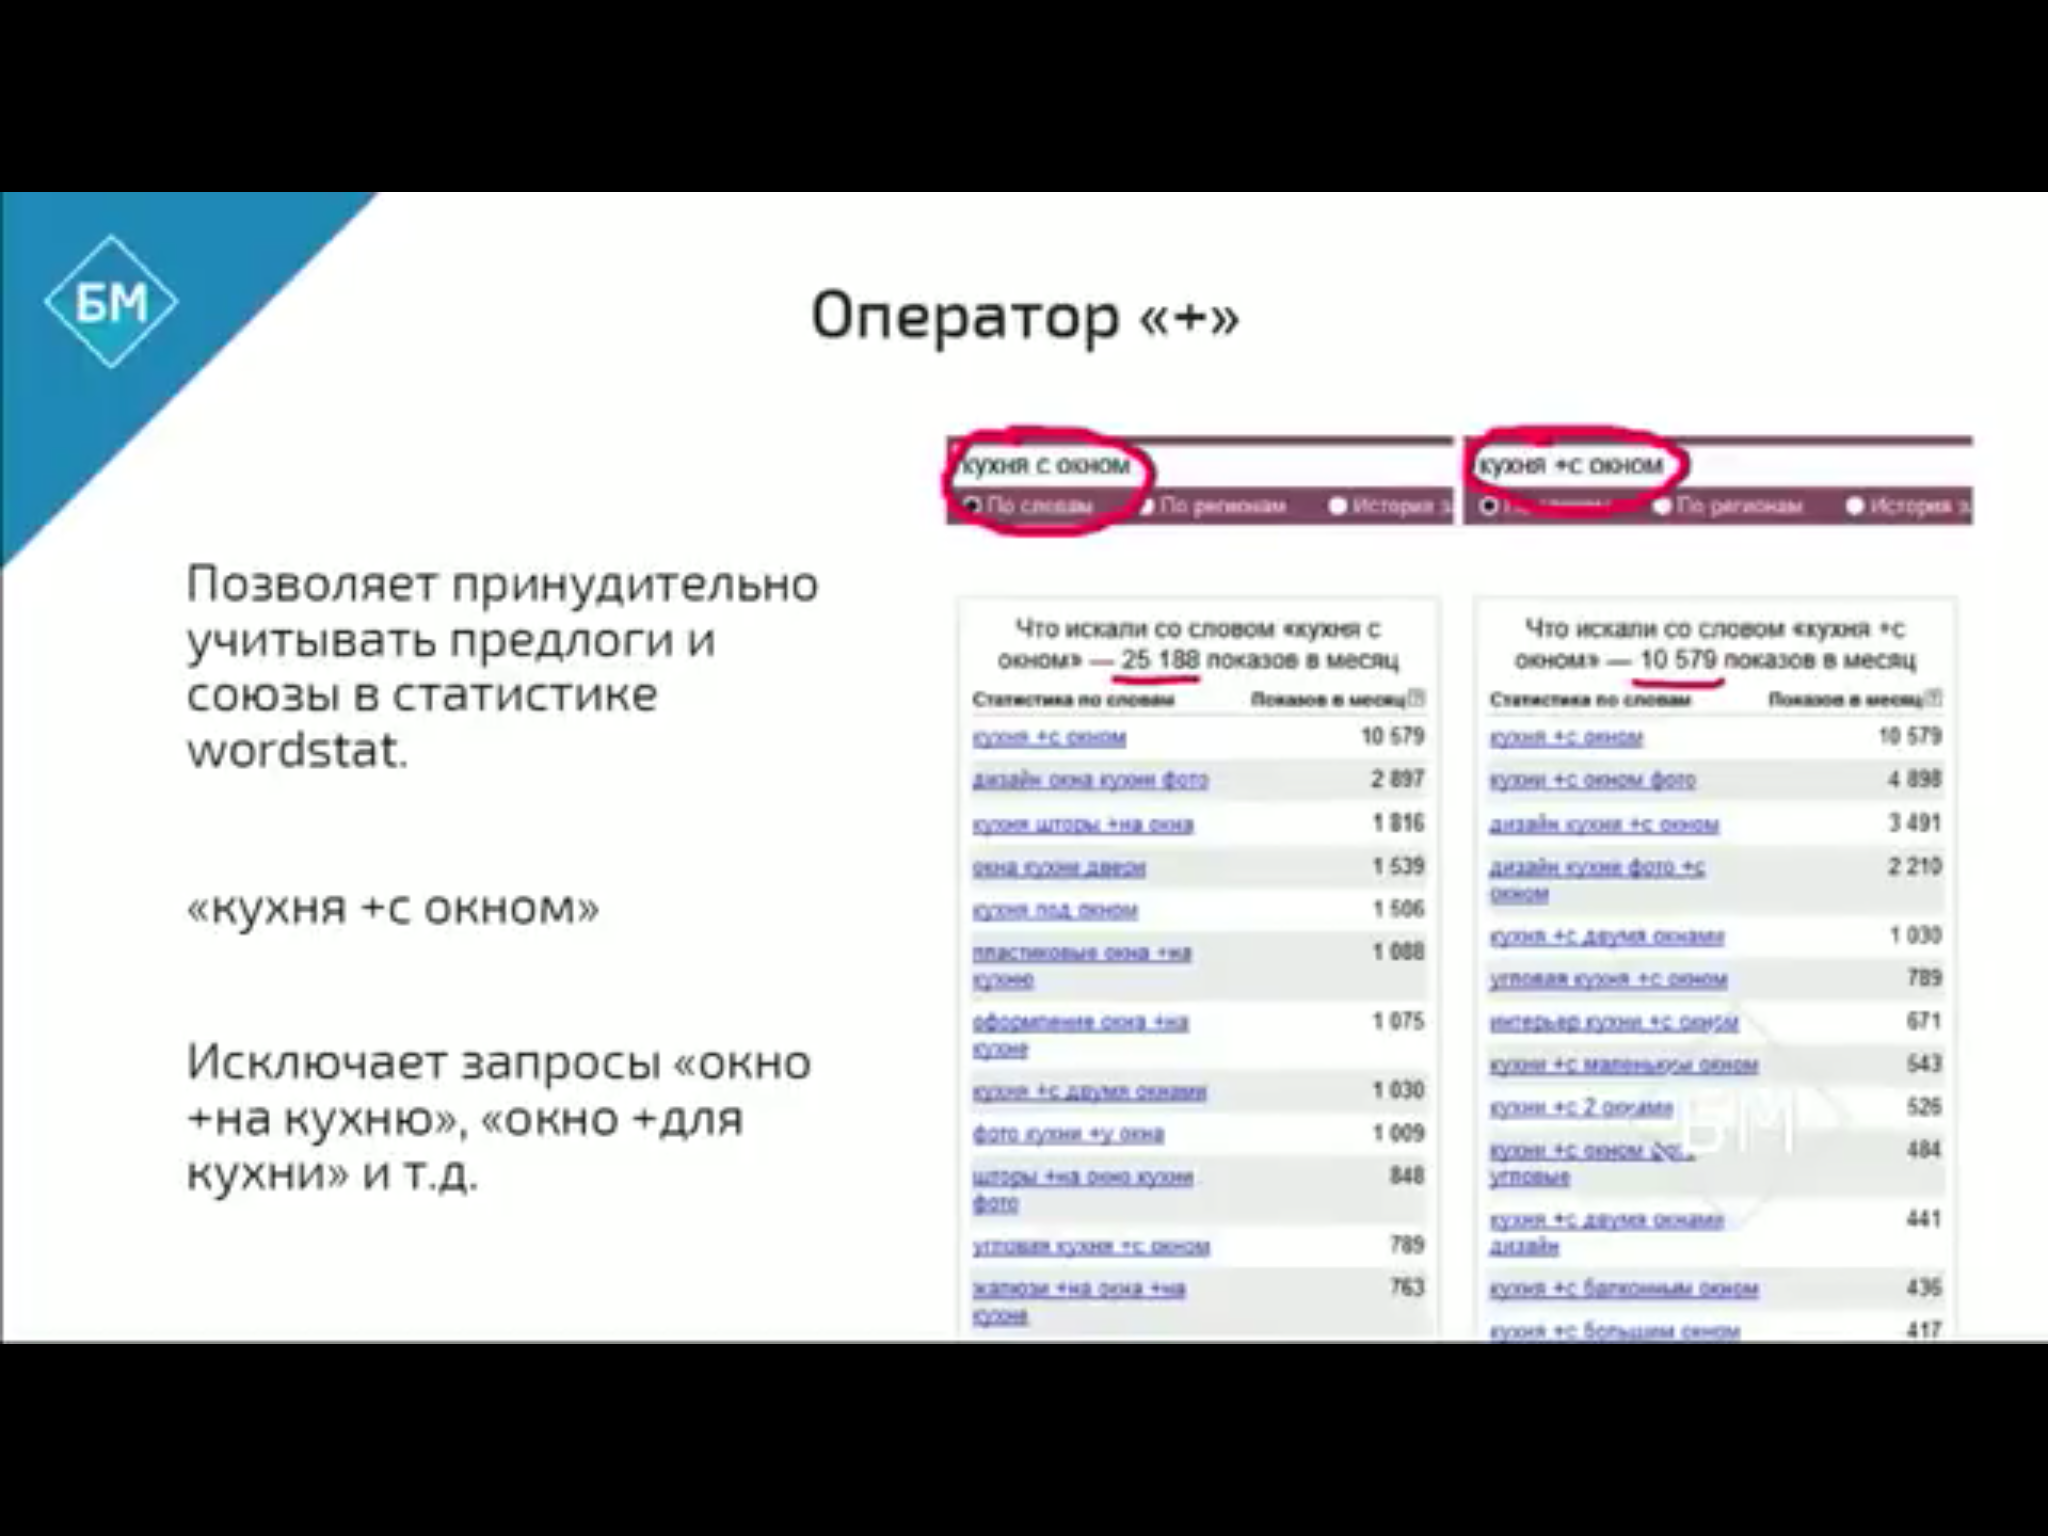 БМ
Оператор «+»
Позволяет принудительно
учитывать предлоги и
союзы в статистике
wordstat.
«кухня +с окном»
Исключает запросы «окно
+на кухню», «окно +для
кухни» и т.д.
кухня с окном
По словам По регионам История з
Что искали со словом «кухня с
окном» — 25 188 показов в месяц
Статистика по словам Показов в месяц
кухня +с окном 10 579
дизайн окна кухни фото 2 897
кухня шторы +на окна 1 816
окна кухни двери 1 539
кухня под окном 1 506
пластиковые окна +на 1 088
кухню
оформление окна +на 1 075
кухне
кухня +с двумя окнами 1 030
фото кухни +у окна 1 009
шторы +на окно кухни 848
фото
угловая кухня +с окном 789
жалюзи +на окна +на 763
кухне
кухня +с окном
По регионам История з
Что искали со словом «кухня +с
окном» — 10 579 показов в месяц
Статистика по словам Показов в месяц
кухня +с окном 10 579
кухни +с окном фото 4 898
дизайн кухни +с окном 3 491
дизайн кухни фото +с 2 210
окном
кухня +с двумя окнами 1 030
угловая кухня +с окном 789
интерьер кухни +с окном 671
кухни +с маленьким окном 543
кухни +с 2 окнами 526
кухни +с окном фото 484
угловые
кухня +с двумя окнами 441
дизайн
кухня +с балконным окном 436
кухня +с большим окном 417
БМ